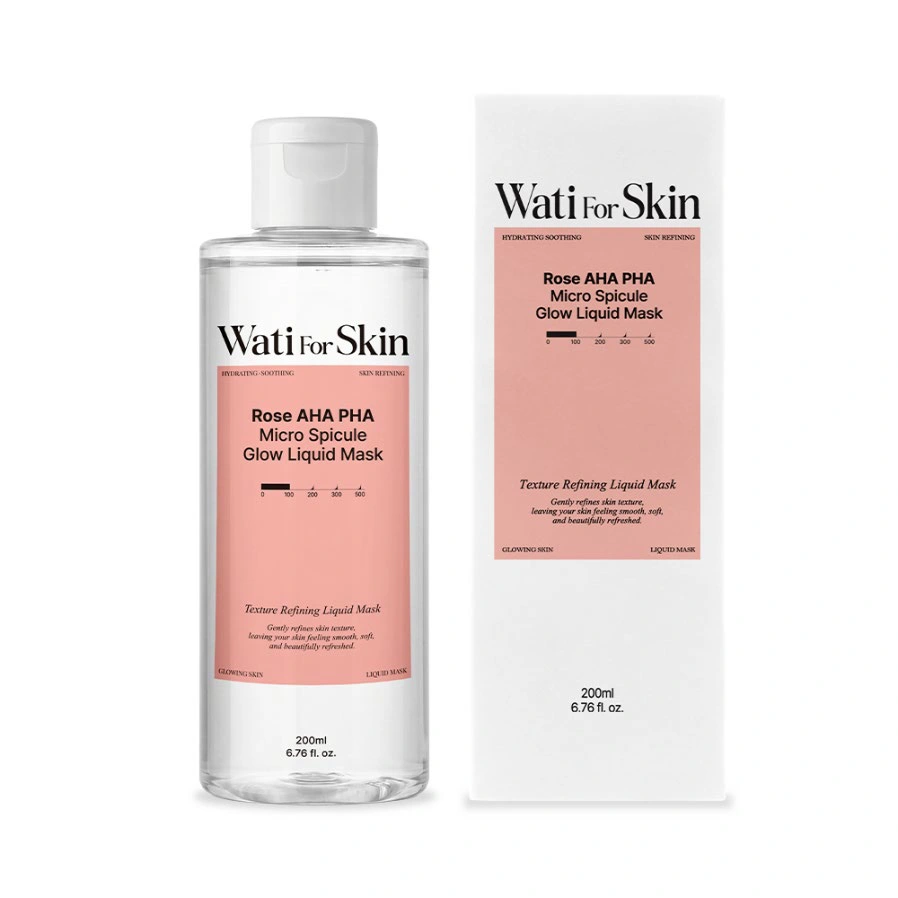 Wati For Skin
HYDRATING SOOTHING SKIN REFINING
Rose AHA PHA
Micro Spicule
Glow Liquid Mask
0 100 200 300 500
Texture Refining Liquid Mask
Gently refines skin texture,
leaving your skin feeling smooth, soft,
and beautifully refreshed.
GLOWING SKIN LIQUID MASK
200ml
6.76 fl. oz.
Wati For Skin
HYDRATING SOOTHING SKIN REFINING
Rose AHA PHA
Micro Spicule
Glow Liquid Mask
0 100 200 300 500
Texture Refining Liquid Mask
Gently refines skin texture,
leaving your skin feeling smooth, soft,
and beautifully refreshed.
GLOWING SKIN LIQUID MASK
200ml
6.76 fl. oz.